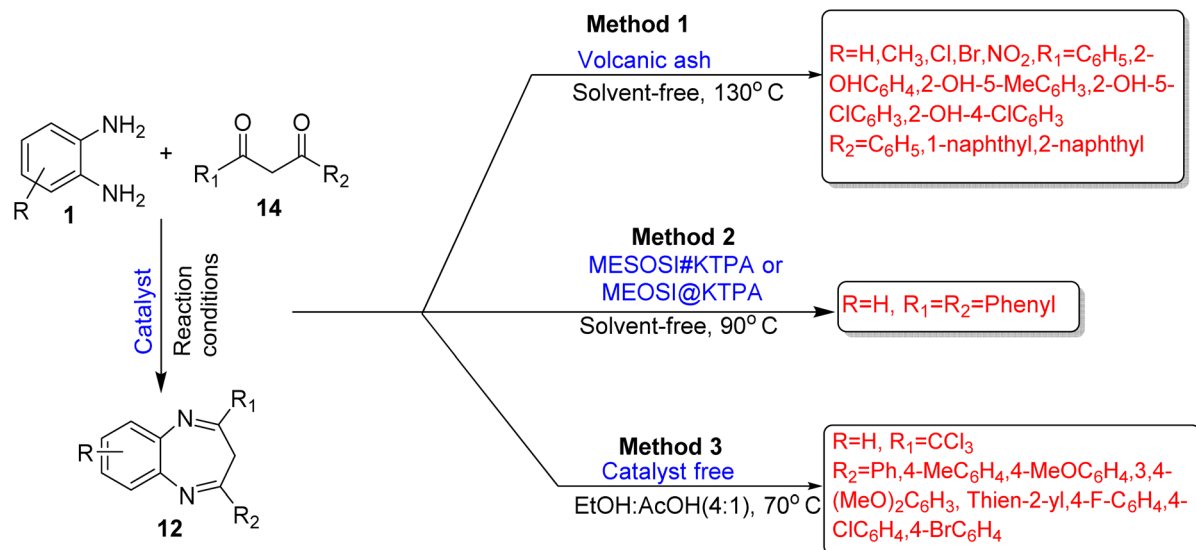 NH₂
NH₂
R
1
+
O
O
R₁
R₂
14
Catalyst
Reaction
conditions
R
N
N
R₁
R₂
12
Method 1
Volcanic ash
Solvent-free, 130° C
R=H,CH₃,Cl,Br,NO₂,R₁=C₆H₅,2-
OHC₆H₄,2-OH-5-MeC₆H₃,2-OH-5-
ClC₆H₃,2-OH-4-ClC₆H₃
R₂=C₆H₅,1-naphthyl,2-naphthyl
Method 2
MESOSI#KTPA or
MEOSI@KTPA
Solvent-free, 90° C
R=H, R₁=R₂=Phenyl
Method 3
Catalyst free
EtOH:AcOH(4:1), 70° C
R=H, R₁=CCl₃
R₂=Ph,4-MeC₆H₄,4-MeOC₆H₄,3,4-
(MeO)₂C₆H₃, Thien-2-yl,4-F-C₆H₄,4-
ClC₆H₄,4-BrC₆H₄